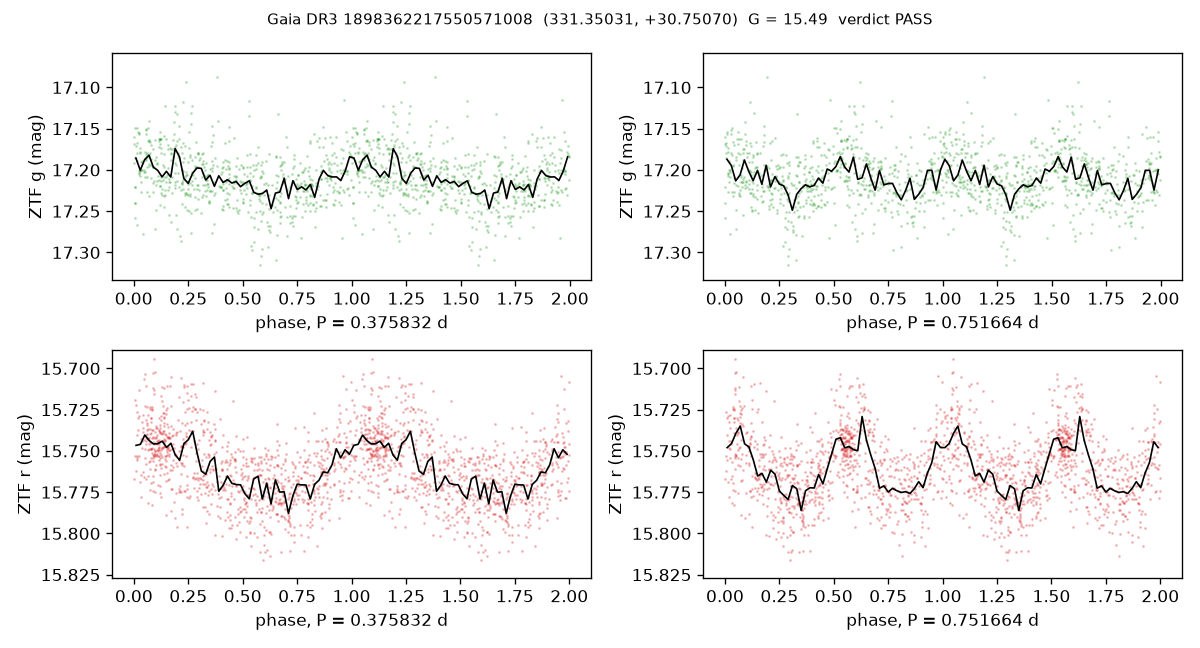 Gaia DR3 1898362217550571008 (331.35031, +30.75070) G = 15.49 verdict PASS
ZTF g (mag)
17.10
17.15
17.20
17.25
17.30
0.00 0.25 0.50 0.75 1.00 1.25 1.50 1.75 2.00
phase, P = 0.375832 d
ZTF g (mag)
17.10
17.15
17.20
17.25
17.30
0.00 0.25 0.50 0.75 1.00 1.25 1.50 1.75 2.00
phase, P = 0.751664 d
ZTF r (mag)
15.700
15.725
15.750
15.775
15.800
15.825
0.00 0.25 0.50 0.75 1.00 1.25 1.50 1.75 2.00
phase, P = 0.375832 d
ZTF r (mag)
15.700
15.725
15.750
15.775
15.800
15.825
0.00 0.25 0.50 0.75 1.00 1.25 1.50 1.75 2.00
phase, P = 0.751664 d